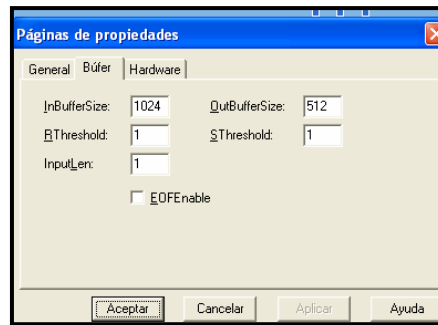 Páginas de propiedades
General Búfer Hardware
InBufferSize: 1024 OutBufferSize: 512
RThreshold: 1 SThreshold: 1
InputLen: 1
EOFEnable
Aceptar Cancelar Aplicar Ayuda